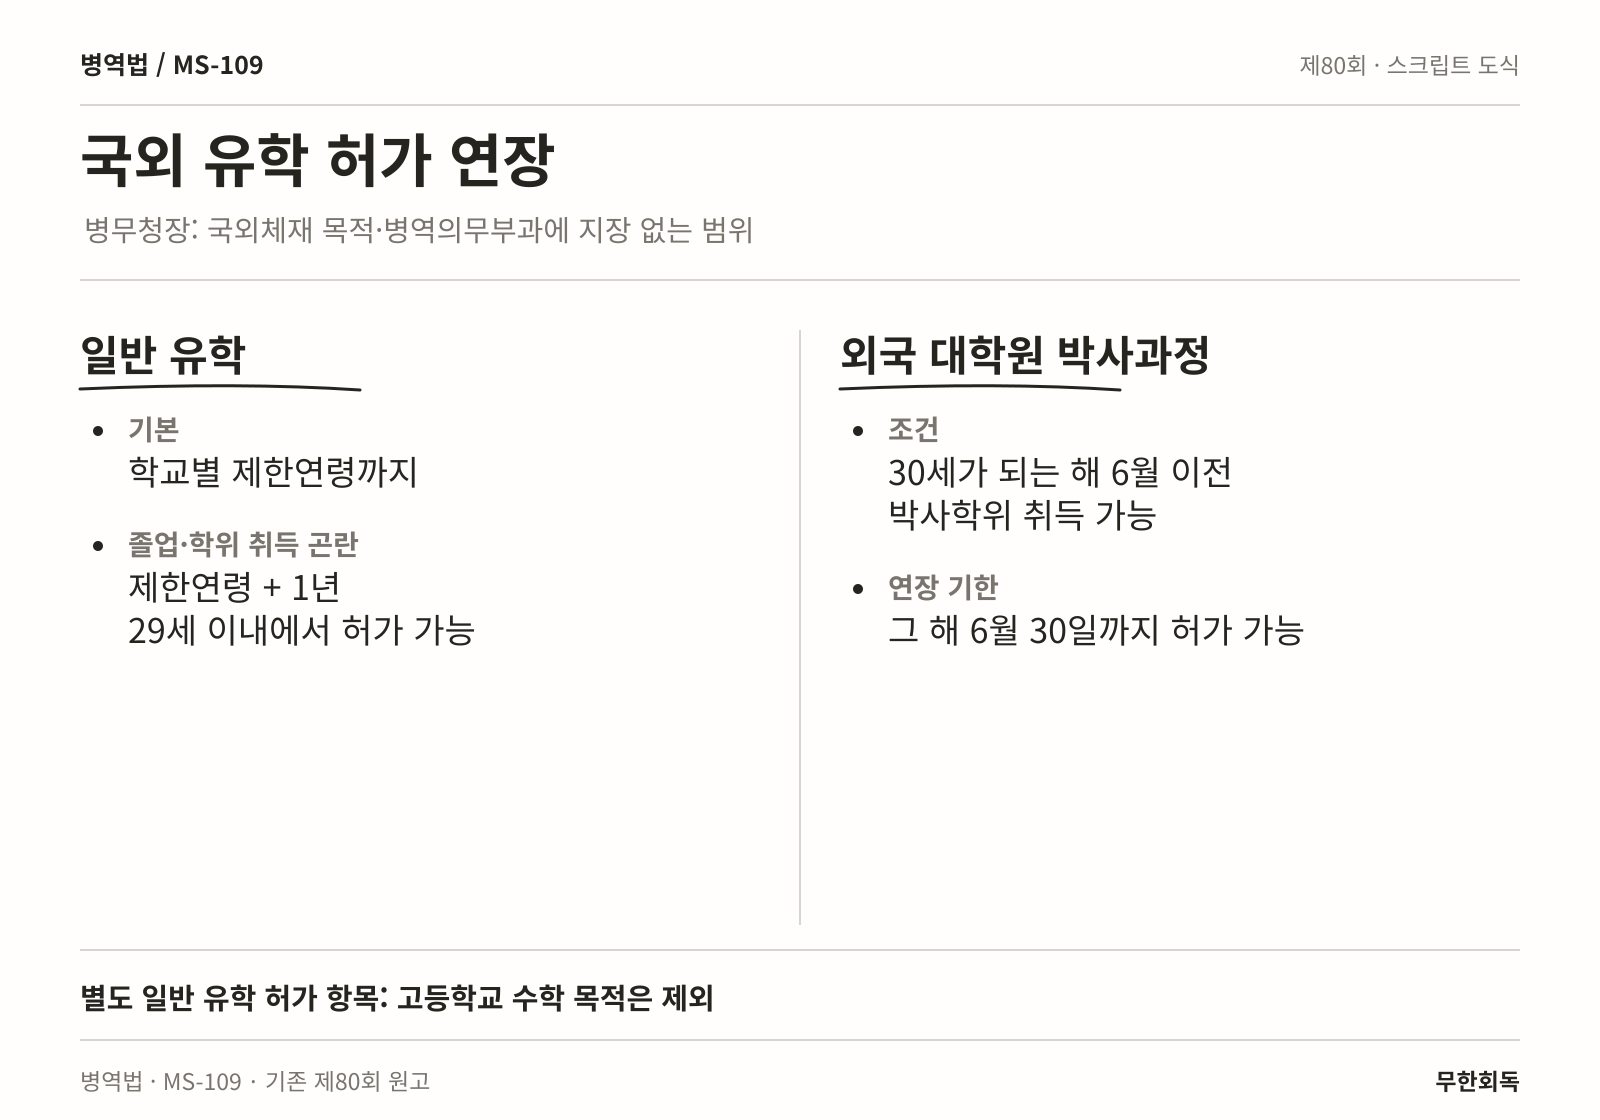 병역법 / MS-109
제80회 · 스크립트 도식
국외 유학 허가 연장
병무청장: 국외체재 목적·병역의무부과에 지장 없는 범위
일반 유학
• 기본
학교별 제한연령까지
• 졸업·학위 취득 곤란
제한연령 + 1년
29세 이내에서 허가 가능
외국 대학원 박사과정
• 조건
30세가 되는 해 6월 이전
박사학위 취득 가능
• 연장 기한
그 해 6월 30일까지 허가 가능
별도 일반 유학 허가 항목: 고등학교 수학 목적은 제외
병역법 · MS-109 · 기존 제80회 원고
무한회독